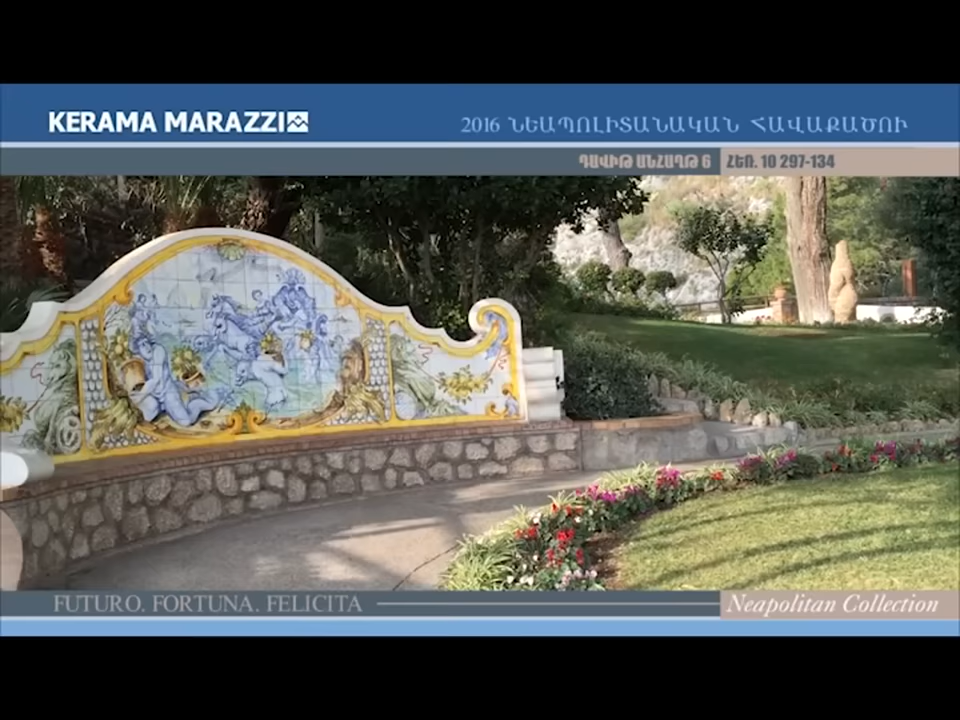 KERAMA MARAZZI
2016 ՆԵԱՊՈԼԻՏԱՆԱԿԱՆ ՀԱՎԱՔԱԾՈՒ
ԴԱՎԻԹ ԱՆՀԱՂԹ 6 ՀԵՌ. 10 297-134
FUTURO. FORTUNA. FELICITA
Neapolitan Collection